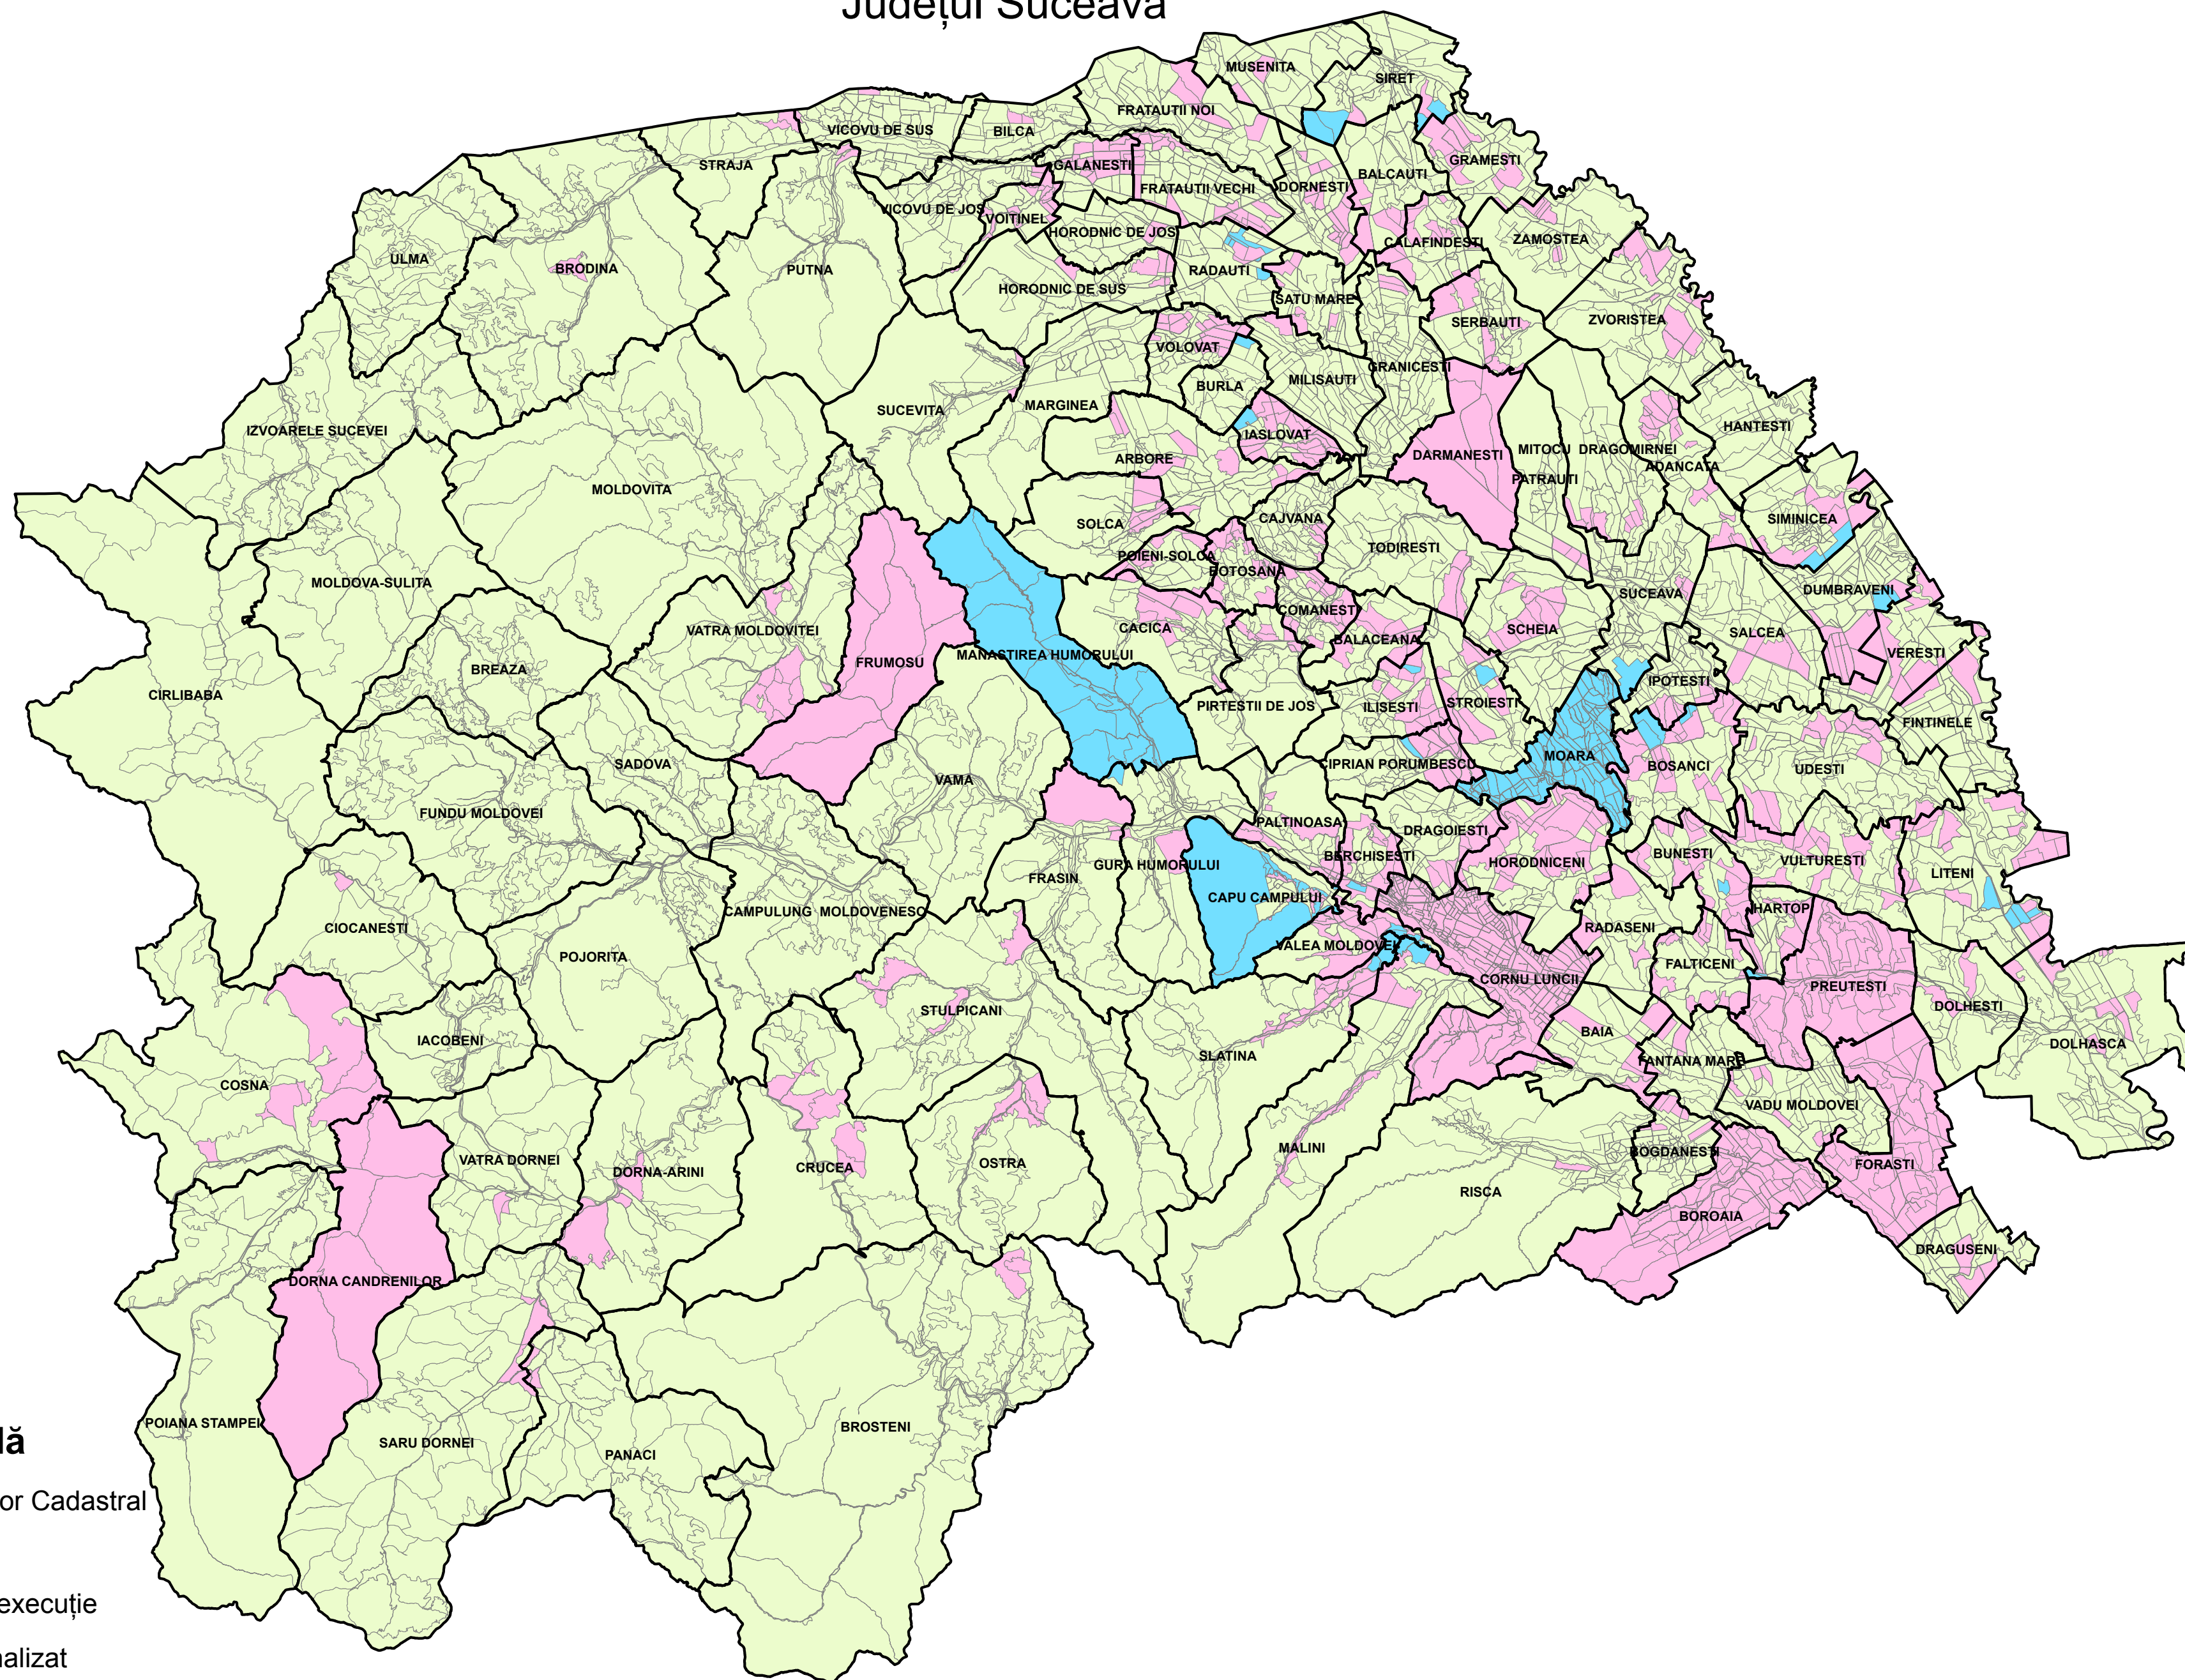 Județul Suceava
MUSENITA
SIRET
FRATAUTII NOI
VICOVU DE SUS
BILCA
STRAJA
GALANESTI
GRAMESTI
BALCAUTI
FRATAUTII VECHI
DORNESTI
VICOVU DE JOS
VOITINEL
HORODNIC DE JOS
CALAFINDESTI
ZAMOSTEA
ULMA
BRODINA
PUTNA
RADAUTI
HORODNIC DE SUS
SATU MARE
SERBAUTI
ZVORISTEA
VOLOVAT
GRANICESTI
MILISAUTI
BURLA
SUCEVITA
MARGINEA
IZVOARELE SUCEVEI
IASLOVAT
HANTESTI
ARBORE
DARMANESTI
MITOCU DRAGOMIRNEI
ADANCATA
PATRAUTI
MOLDOVITA
SOLCA
CAJVANA
SIMINICEA
TODIRESTI
POIENI-SOLCA
BOTOSANA
MOLDOVA-SULITA
SUCEAVA
DUMBRAVENI
COMANESTI
CACICA
VATRA MOLDOVITEI
SCHEIA
SALCEA
BALACEANA
FRUMOSU
MANASTIREA HUMORULUI
VERESTI
BREAZA
IPOTESTI
CIRLIBABA
PIRTESTII DE JOS
ILISESTI
STROIESTI
FINTINELE
SADOVA
CIPRIAN PORUMBESCU
MOARA
BOSANCI
UDESTI
VAMA
FUNDU MOLDOVEI
PALTINOASA
DRAGOIESTI
BERCHISESTI
HORODNICENI
BUNESTI
VULTURESTI
GURA HUMORULUI
LITENI
FRASIN
CAPU CAMPULUI
CAMPULUNG MOLDOVENESC
HARTOP
CIOCANESTI
RADASENI
VALEA MOLDOVEI
POJORITA
FALTICENI
CORNU LUNCII
PREUTESTI
DOLHESTI
STULPICANI
BAIA
IACOBENI
DOLHASCA
SLATINA
FANTANA MARE
COSNA
VADU MOLDOVEI
MALINI
BOGDANESTI
VATRA DORNEI
OSTRA
FORASTI
CRUCEA
DORNA-ARINI
RISCA
BOROAIA
DRAGUSENI
DORNA CANDRENILOR
POIANA STAMPEI
BROSTENI
SARU DORNEI
PANACI
lă
or Cadastral
execuție
nalizat